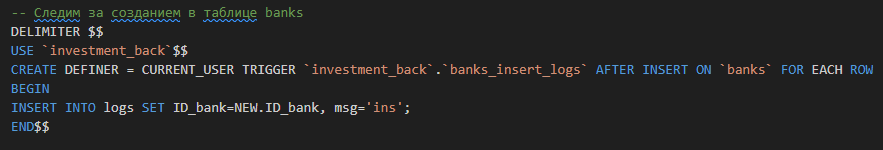 -- Следим за созданием в таблице banks
DELIMITER $$
USE `investment_back`$$
CREATE DEFINER = CURRENT_USER TRIGGER `investment_back`.`banks_insert_logs` AFTER INSERT ON `banks` FOR EACH ROW
BEGIN
INSERT INTO logs SET ID_bank=NEW.ID_bank, msg='ins';
END$$